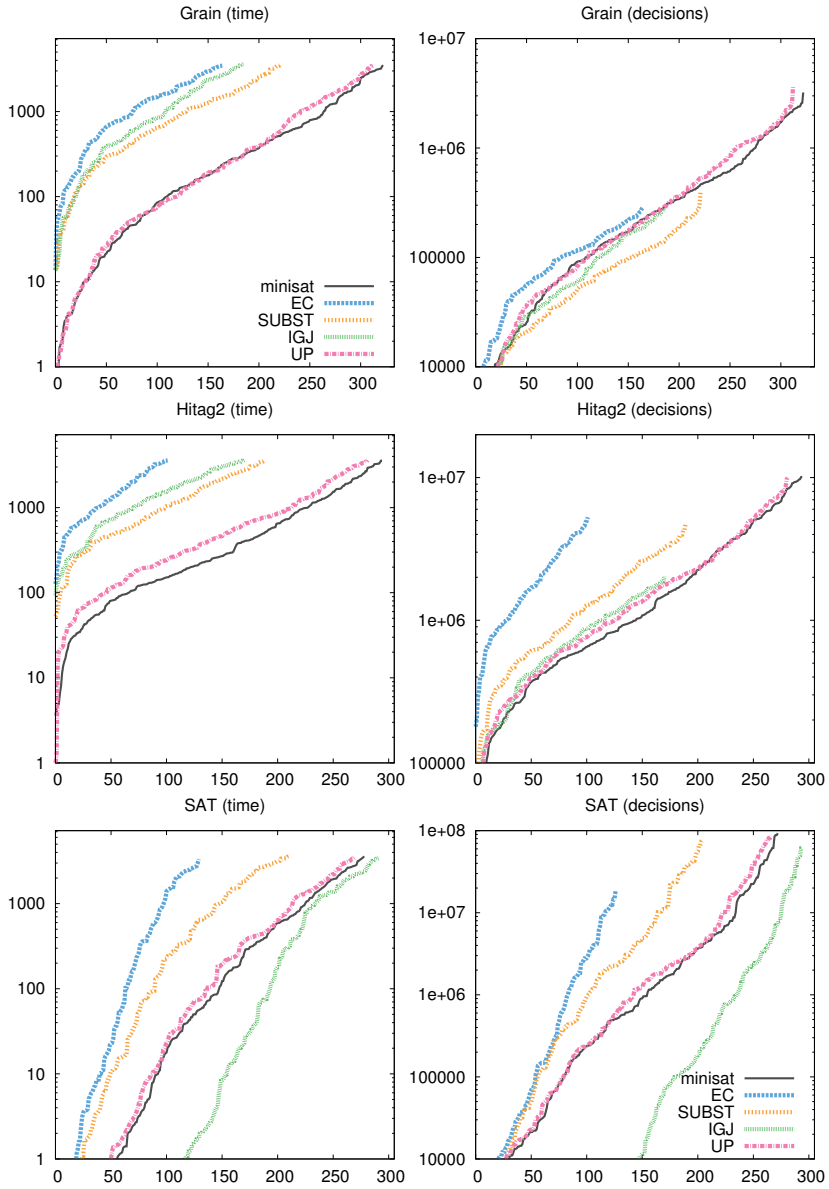 Grain (time)
Grain (decisions)
1000
100
10
1
minisat
EC
SUBST
IGJ
UP
0 50 100 150 200 250 300
1e+07
1e+06
100000
10000
0 50 100 150 200 250 300
Hitag2 (time)
Hitag2 (decisions)
1000
100
10
1
0 50 100 150 200 250 300
1e+07
1e+06
100000
0 50 100 150 200 250 300
SAT (time)
SAT (decisions)
1000
100
10
1
0 50 100 150 200 250 300
1e+08
1e+07
1e+06
100000
10000
minisat
EC
SUBST
IGJ
UP
0 50 100 150 200 250 300